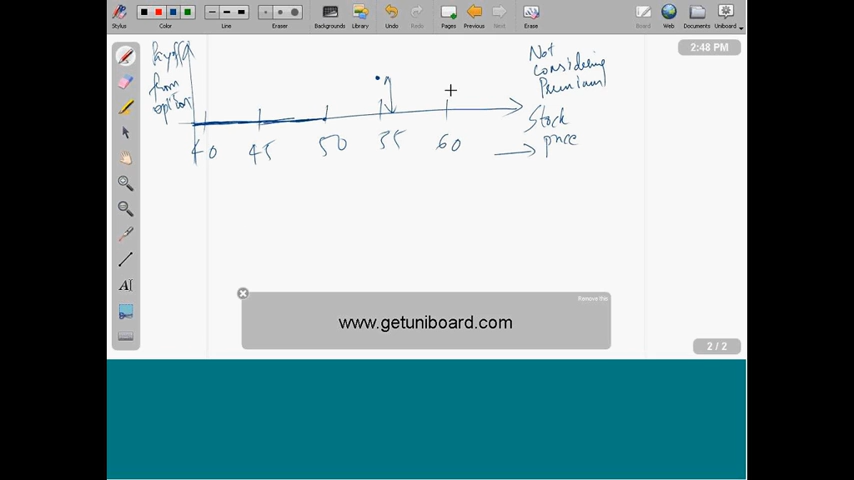 Stylus
Color
Line
Eraser
Backgrounds
Library
Undo
Redo
Pages
Previous
Next
Erase
Board
Web
Documents
Uniboard
2:48 PM
Payoff
from
option
Not
Considering
Premium
Stock
price
40 45 50 55 60
Remove this
www.getuniboard.com
2 / 2